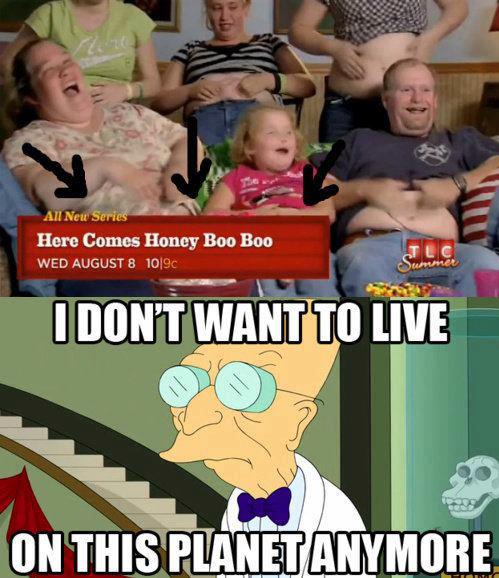 All New Series
Here Comes Honey Boo Boo
WED AUGUST 8 10|9c
TLC
Summer
I DON'T WANT TO LIVE
ON THIS PLANET ANYMORE